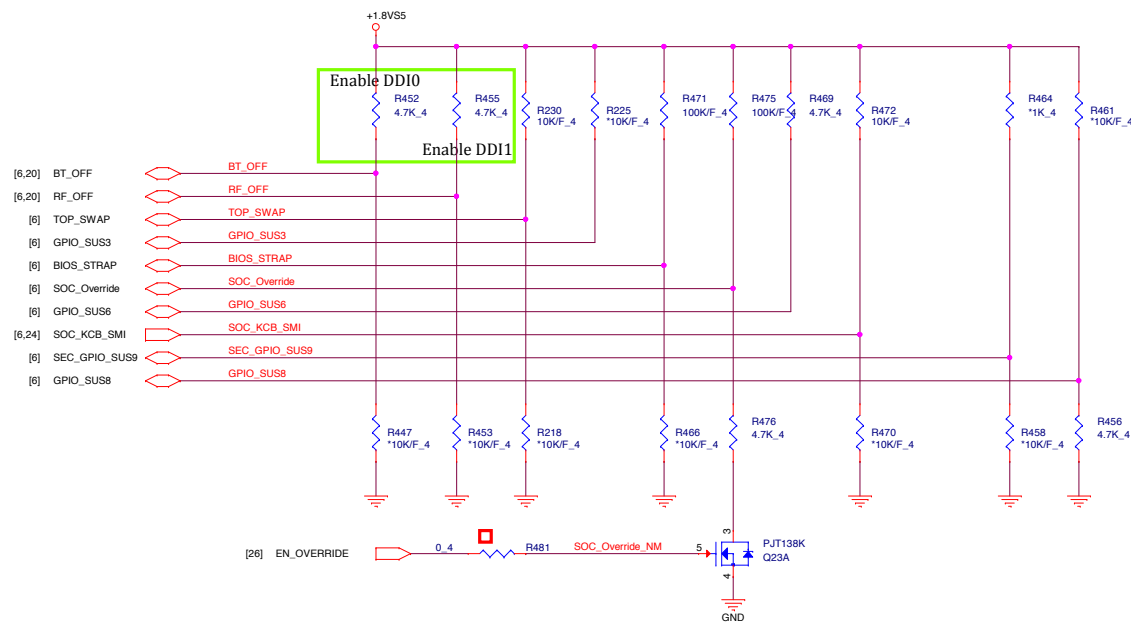 +1.8VS5
Enable DDI0
R452
4.7K_4
R455
4.7K_4
R230
10K/F_4
R225
*10K/F_4
R471
100K/F_4
R475
100K/F_4
R469
4.7K_4
R472
10K/F_4
R464
*1K_4
R461
*10K/F_4
Enable DDI1
[6,20] BT_OFF BT_OFF
[6,20] RF_OFF RF_OFF
[6] TOP_SWAP TOP_SWAP
[6] GPIO_SUS3 GPIO_SUS3
[6] BIOS_STRAP BIOS_STRAP
[6] SOC_Override SOC_Override
[6] GPIO_SUS6 GPIO_SUS6
[6,24] SOC_KCB_SMI SOC_KCB_SMI
[6] SEC_GPIO_SUS9 SEC_GPIO_SUS9
[6] GPIO_SUS8 GPIO_SUS8
R447
*10K/F_4
R453
*10K/F_4
R218
*10K/F_4
R466
*10K/F_4
R476
4.7K_4
R470
*10K/F_4
R458
*10K/F_4
R456
4.7K_4
[26] EN_OVERRIDE 0_4 R481 SOC_Override_NM 5
3
4
PJT138K
Q23A
GND